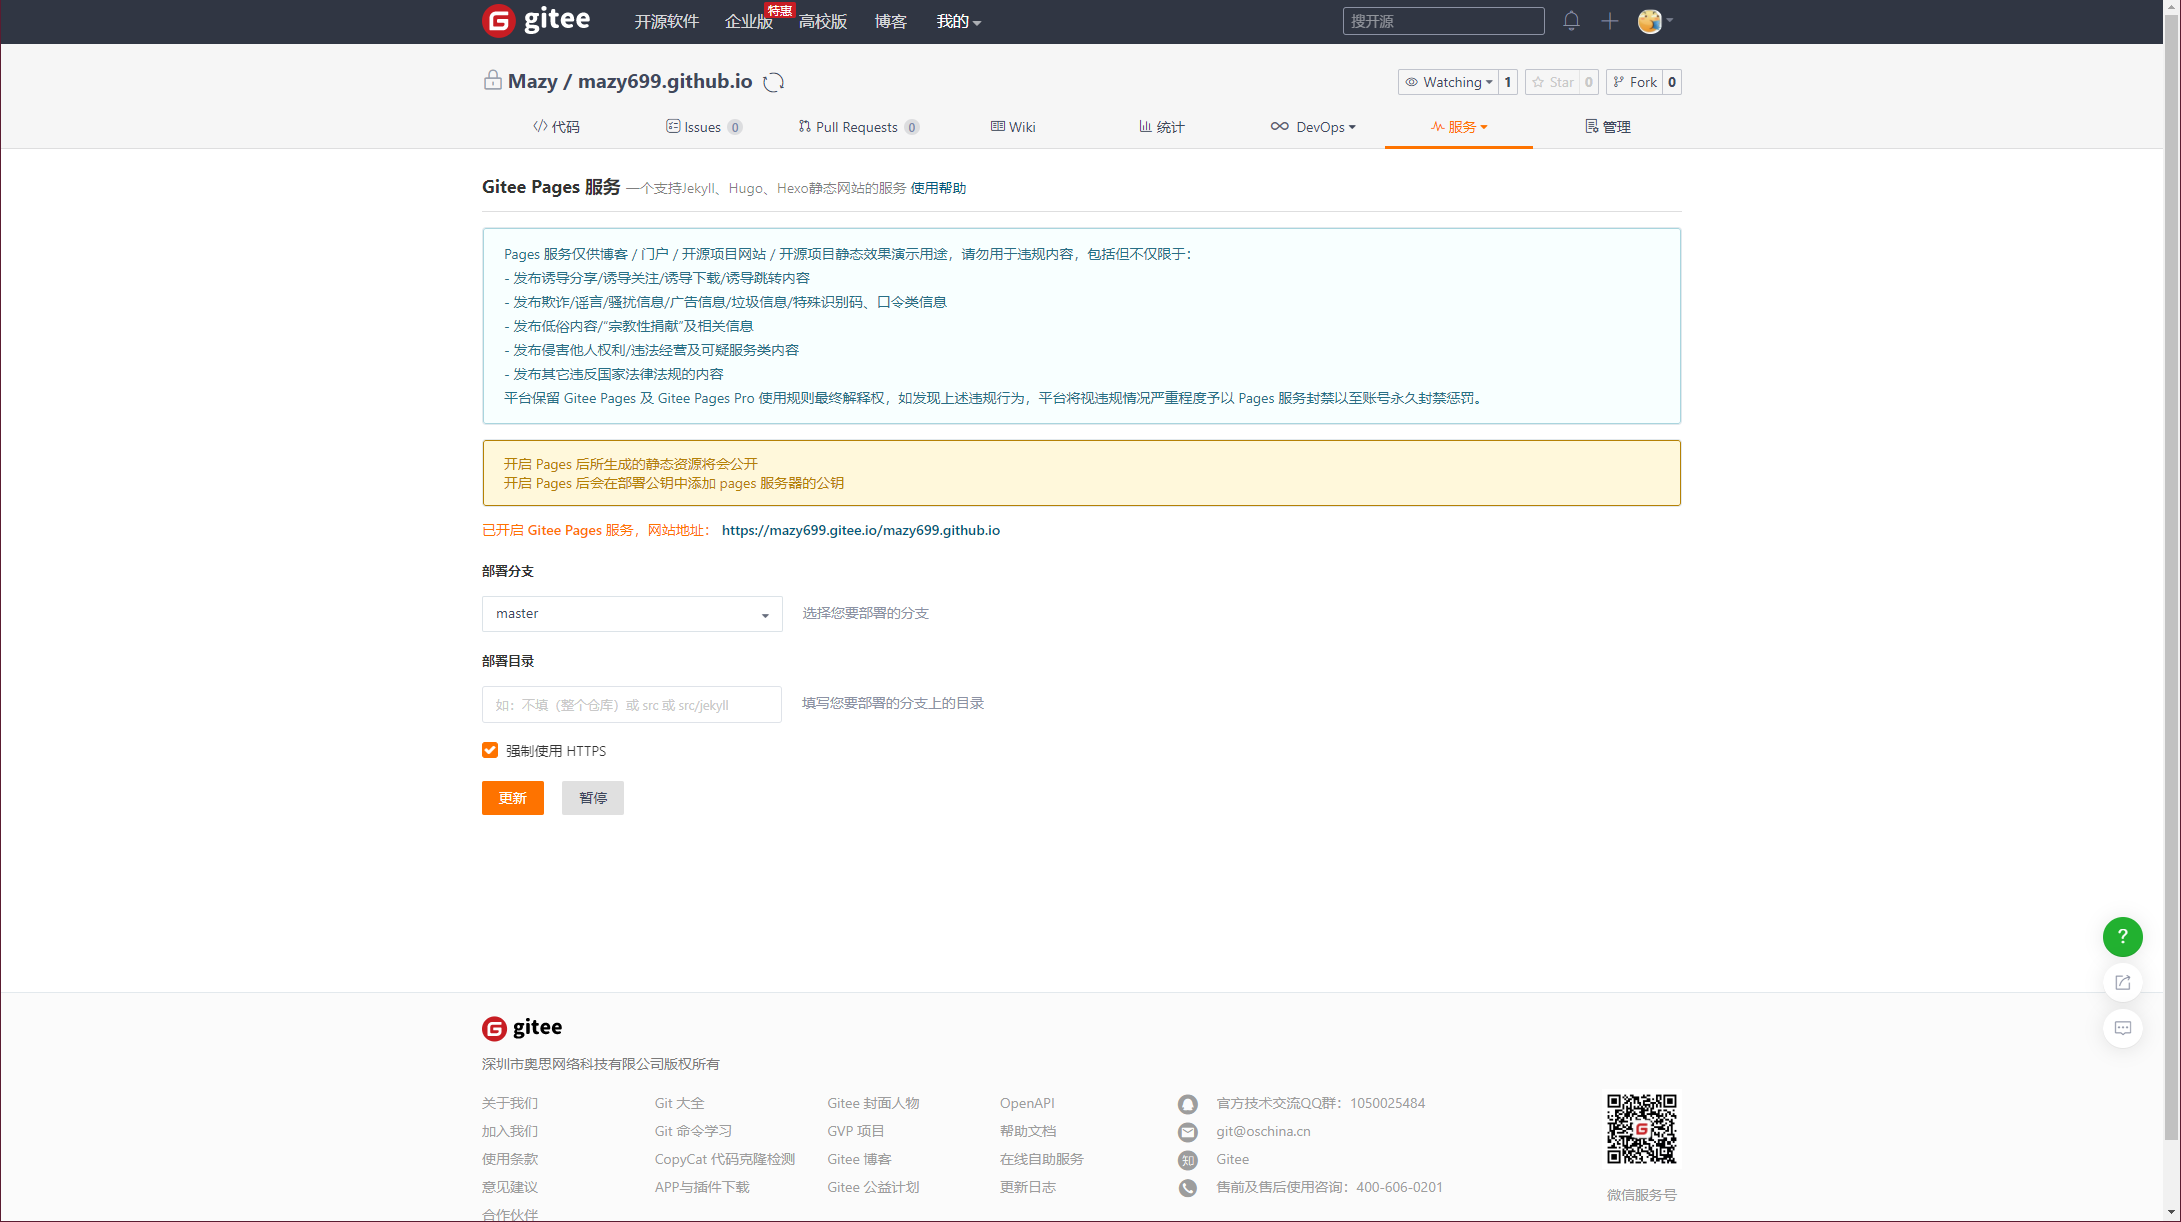 gitee
开源软件
企业版
特惠
高校版
博客
我的
搜开源
Mazy / mazy699.github.io
Watching 1
Star 0
Fork 0
代码
Issues 0
Pull Requests 0
Wiki
统计
DevOps
服务
管理
Gitee Pages 服务 一个支持Jekyll、Hugo、Hexo静态网站的服务 使用帮助
Pages 服务仅供博客 / 门户 / 开源项目网站 / 开源项目静态效果演示用途，请勿用于违规内容，包括但不仅限于：
- 发布诱导分享/诱导关注/诱导下载/诱导跳转内容
- 发布欺诈/谣言/骚扰信息/广告信息/垃圾信息/特殊识别码、口令类信息
- 发布低俗内容/“宗教性捐献”及相关信息
- 发布侵害他人权利/违法经营及可疑服务类内容
- 发布其它违反国家法律法规的内容
平台保留 Gitee Pages 及 Gitee Pages Pro 使用规则最终解释权，如发现上述违规行为，平台将视违规情况严重程度予以 Pages 服务封禁以至账号永久封禁惩罚。
开启 Pages 后所生成的静态资源将会公开
开启 Pages 后会在部署公钥中添加 pages 服务器的公钥
已开启 Gitee Pages 服务，网站地址： https://mazy699.gitee.io/mazy699.github.io
部署分支
master
选择您要部署的分支
部署目录
如：不填（整个仓库）或 src 或 src/jekyll
填写您要部署的分支上的目录
强制使用 HTTPS
更新
暂停
?
gitee
深圳市奥思网络科技有限公司版权所有
关于我们
加入我们
使用条款
意见建议
合作伙伴
Git 大全
Git 命令学习
CopyCat 代码克隆检测
APP与插件下载
Gitee 封面人物
GVP 项目
Gitee 博客
Gitee 公益计划
OpenAPI
帮助文档
在线自助服务
更新日志
官方技术交流QQ群：1050025484
git@oschina.cn
知 Gitee
售前及售后使用咨询：400-606-0201
微信服务号